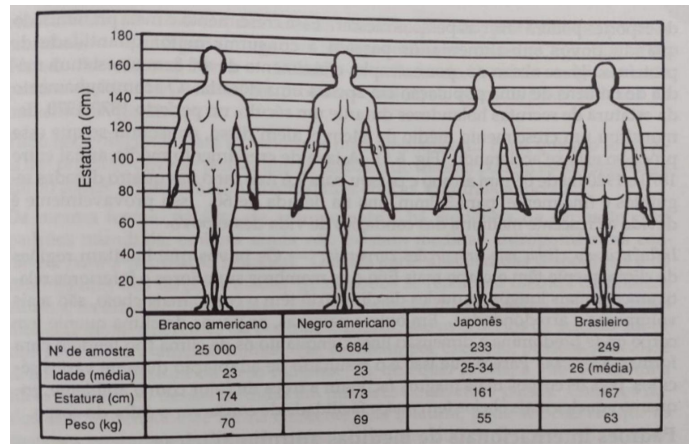 180
160
140
120
100
80
60
40
20
0
Estatura (cm)
Branco americano Negro americano Japonês Brasileiro
Nº de amostra 25 000 6 684 233 249
Idade (média) 23 23 25-34 26 (média)
Estatura (cm) 174 173 161 167
Peso (kg) 70 69 55 63